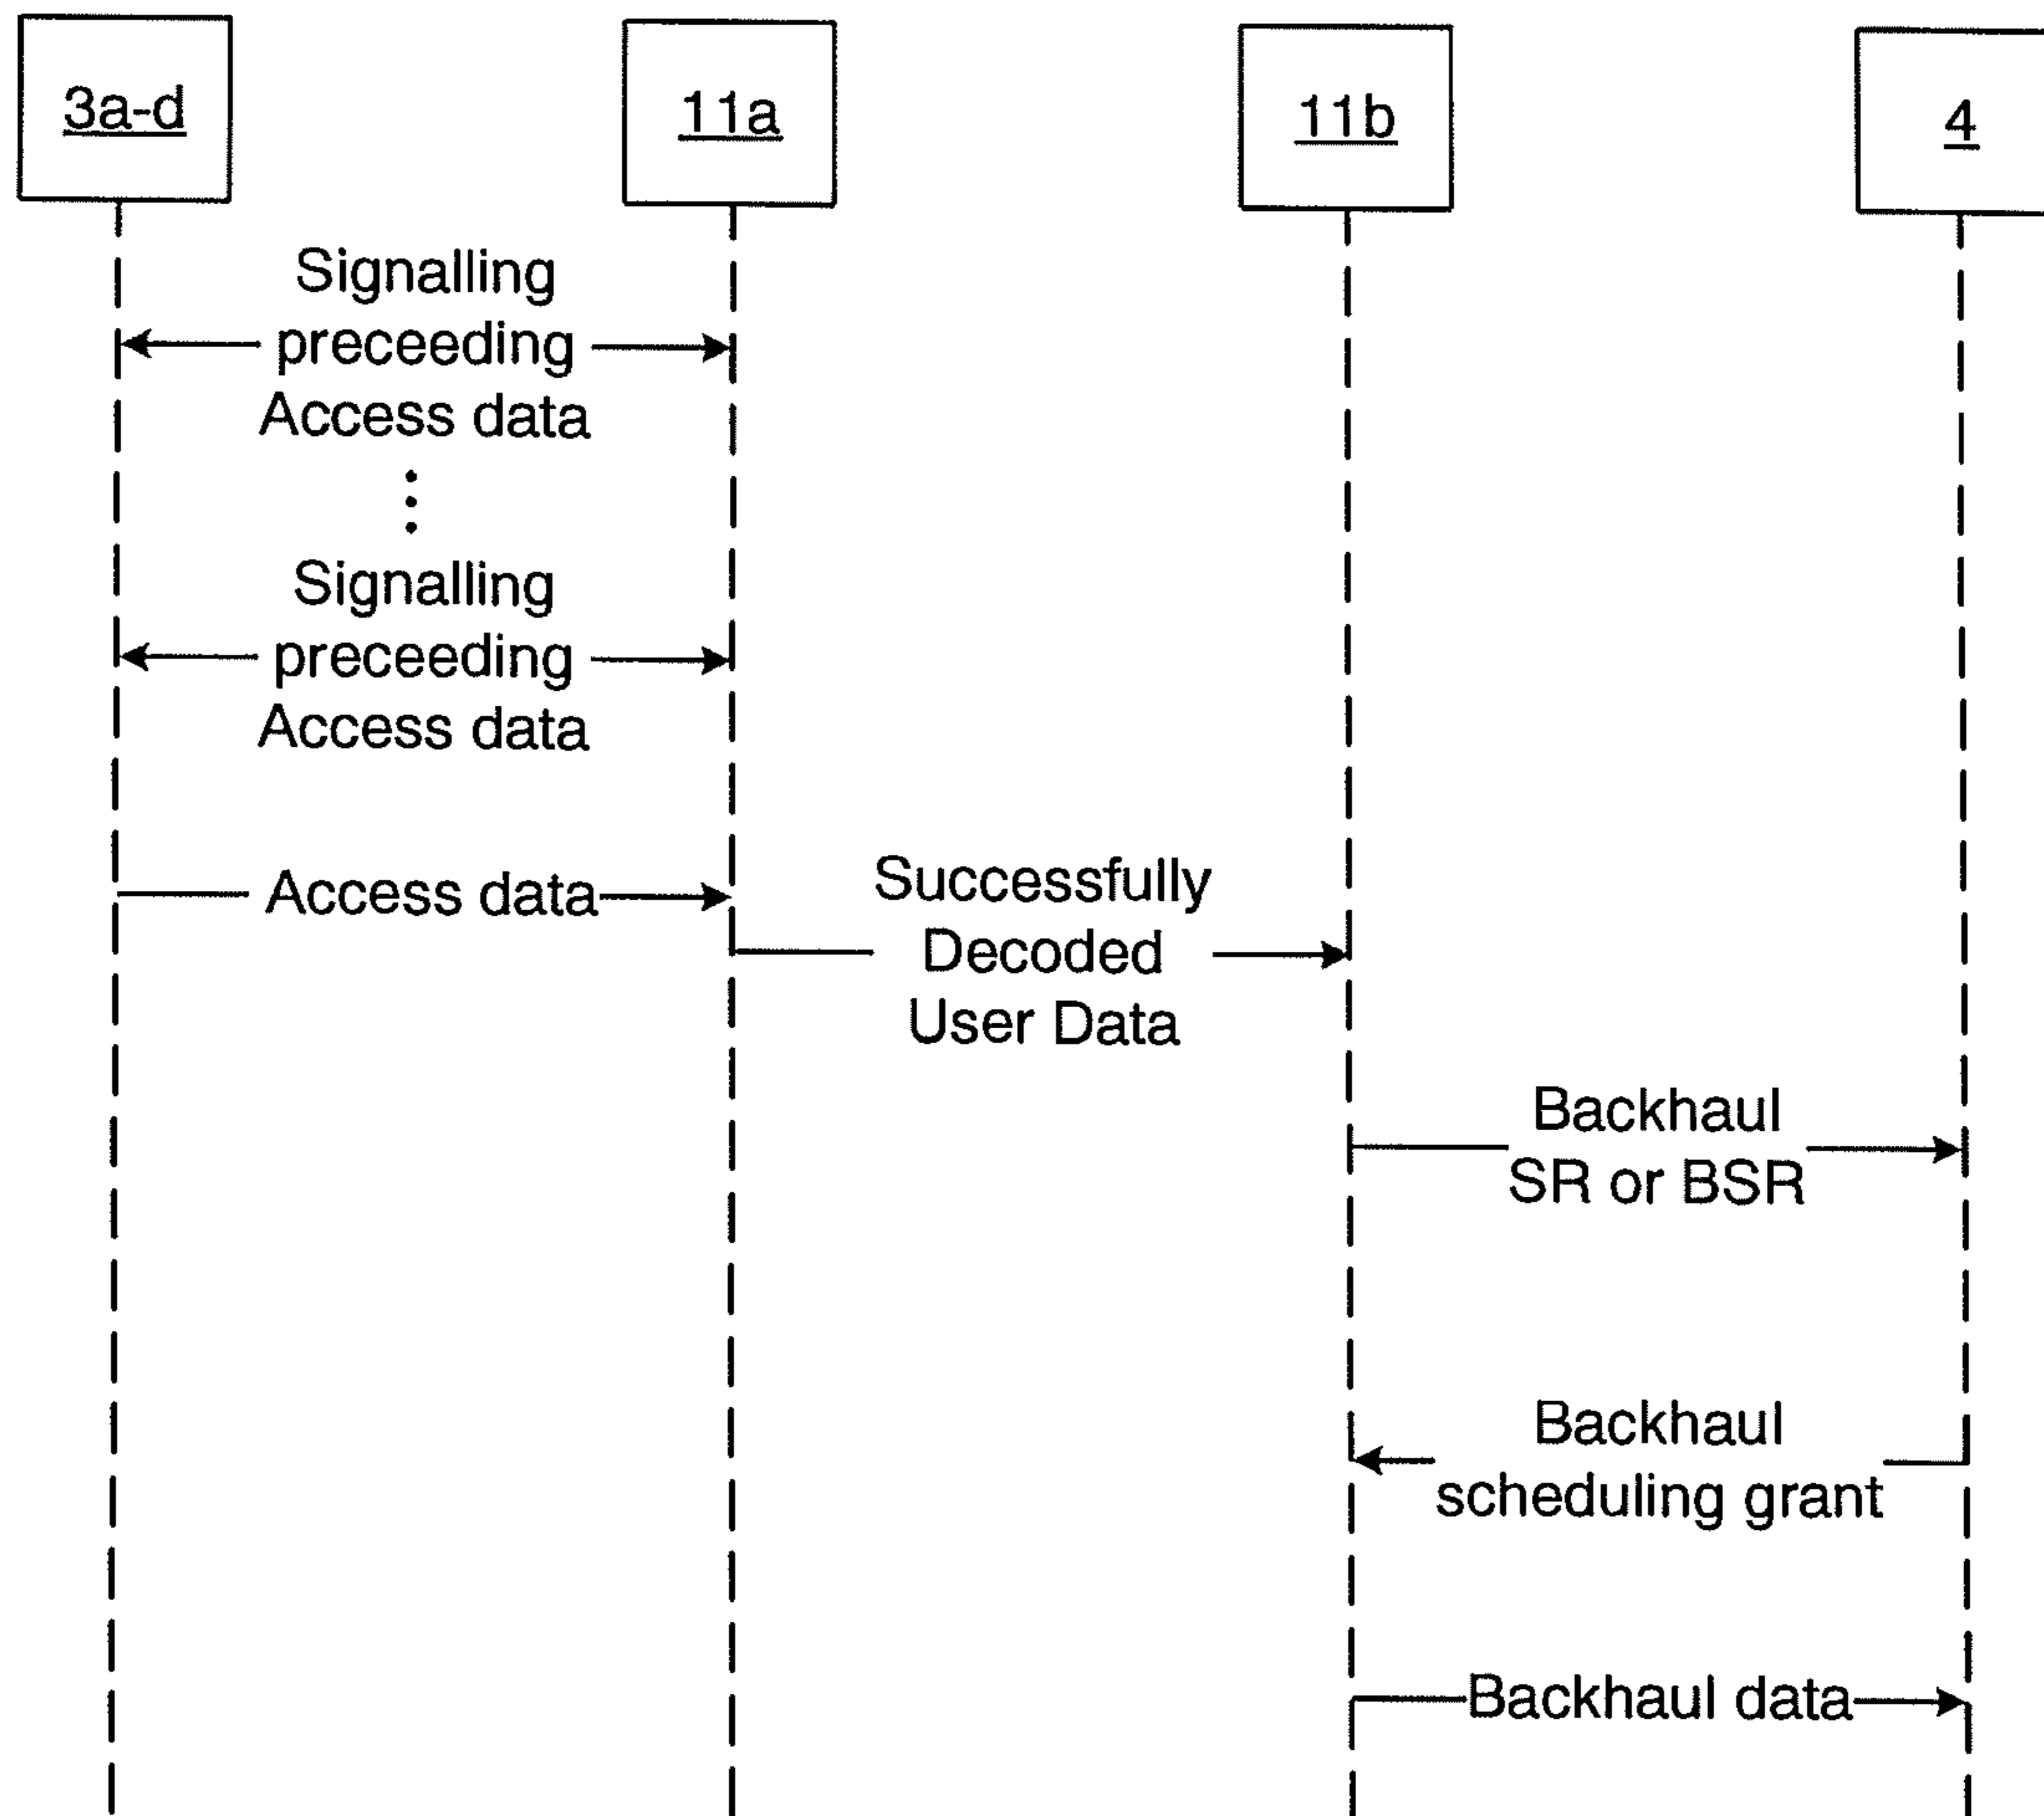 3a-d
11a
11b
4
Signalling
preceeding
Access data
Signalling
preceeding
Access data
Access data
Successfully
Decoded
User Data
Backhaul
SR or BSR
Backhaul
scheduling grant
Backhaul data